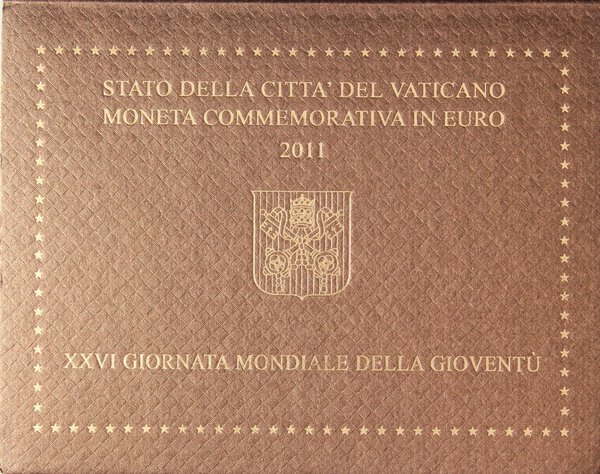 STATO DELLA CITTA' DEL VATICANO
MONETA COMMEMORATIVA IN EURO
2011
XXVI GIORNATA MONDIALE DELLA GIOVENTÙ